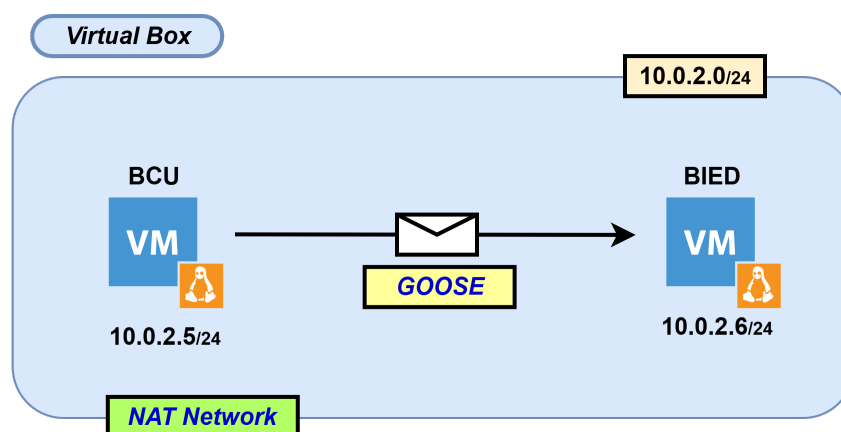 Virtual Box
10.0.2.0/24
BCU
BIED
VM
VM
GOOSE
10.0.2.5/24
10.0.2.6/24
NAT Network